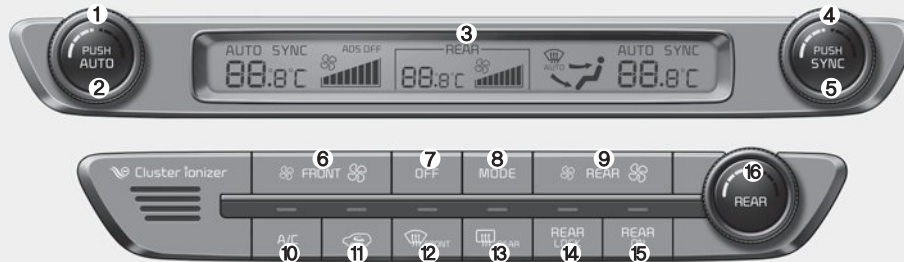 ① ④
PUSH AUTO
②
③
AUTO SYNC ADS OFF REAR AUTO SYNC
88:8°C 88:8°C AUTO 88:8°C
PUSH SYNC
⑤
Cluster ionizer
⑥ ⑦ ⑧ ⑨ ⑯
FRONT OFF MODE REAR REAR
A/C FRONT REAR REAR LOCK REAR ON
⑩ ⑪ ⑫ ⑬ ⑭ ⑮